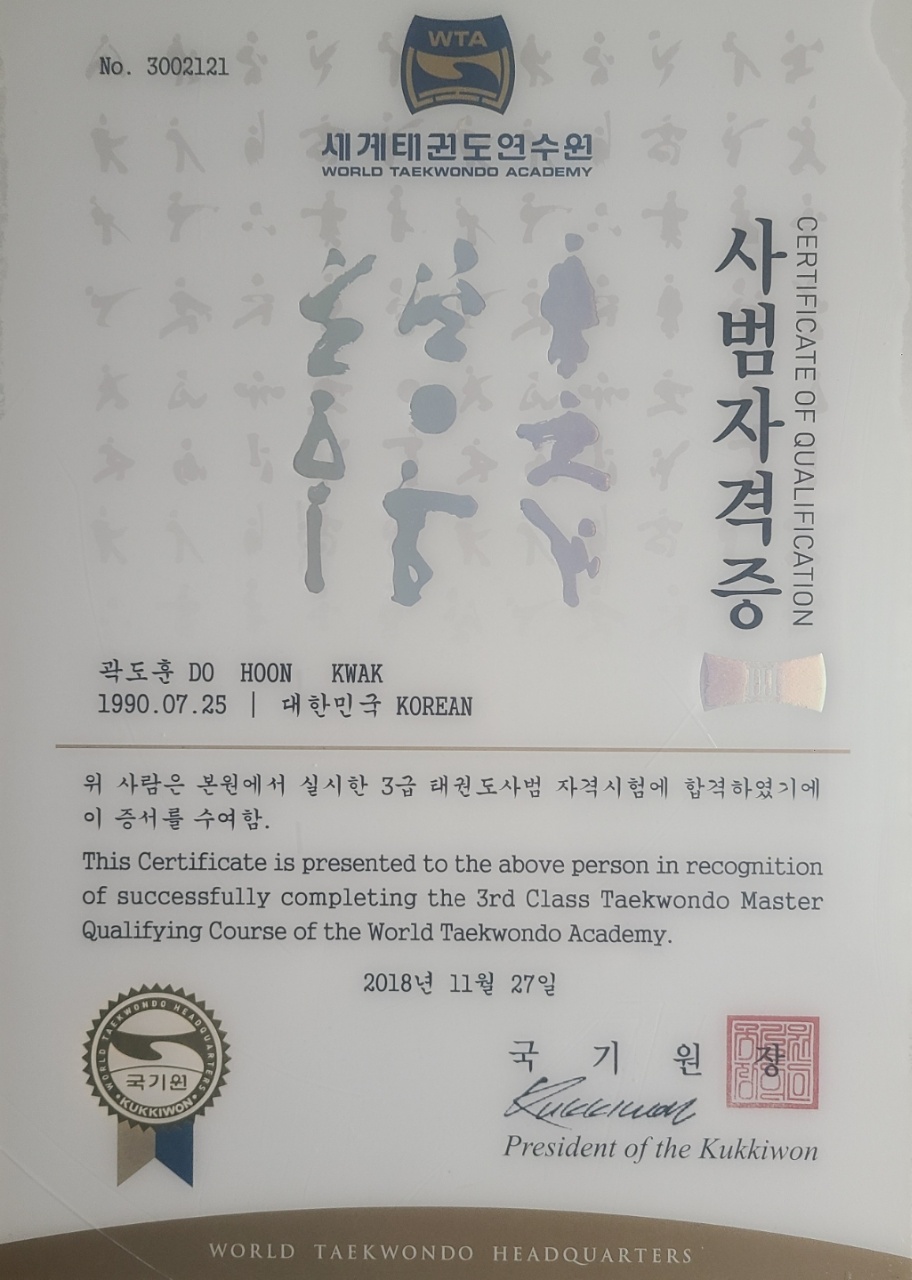 No. 3002121
WTA
세계태권도연수원
WORLD TAEKWONDO ACADEMY
사범자격증
CERTIFICATE OF QUALIFICATION
곽도훈 DO HOON KWAK
1990.07.25 | 대한민국 KOREAN
위 사람은 본원에서 실시한 3급 태권도사범 자격시험에 합격하였기에
이 증서를 수여함.
This Certificate is presented to the above person in recognition
of successfully completing the 3rd Class Taekwondo Master
Qualifying Course of the World Taekwondo Academy.
2018년 11월 27일
WORLD TAEKWONDO HEADQUARTERS
국기원
KUKKIWON
국 기 원 장
Kukkiwon
President of the Kukkiwon
WORLD TAEKWONDO HEADQUARTERS